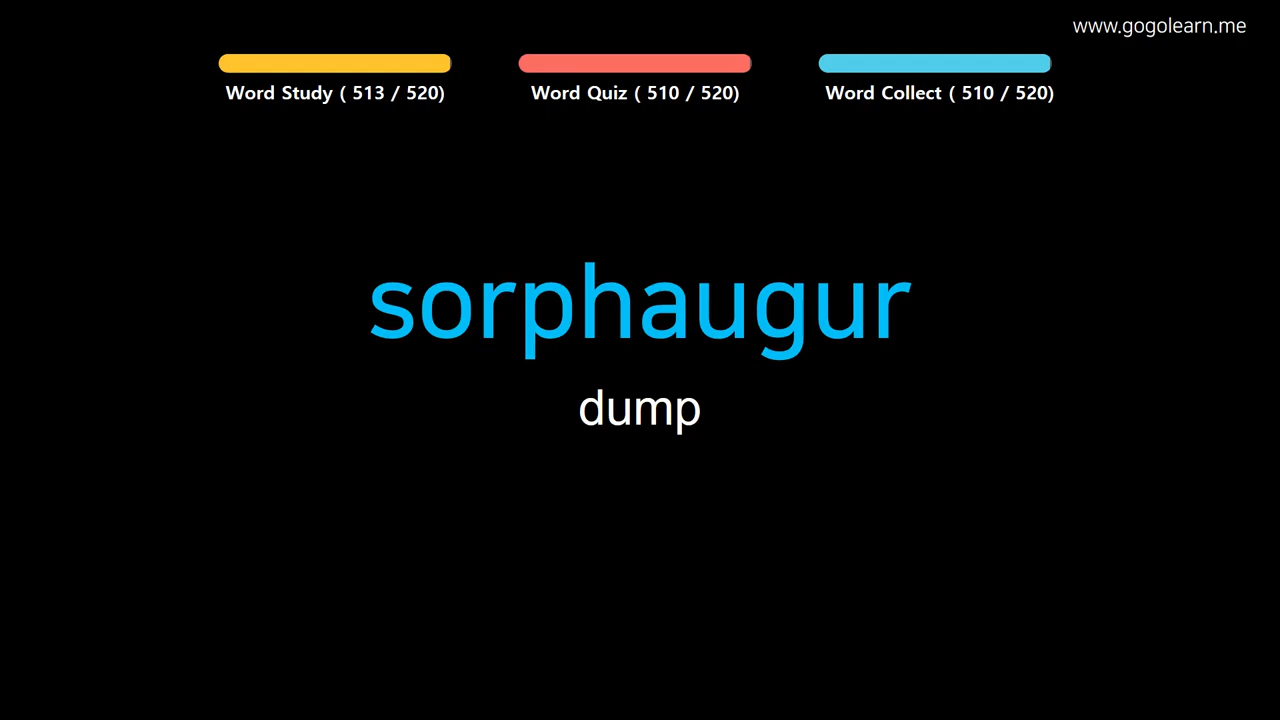 www.gogolearn.me
Word Study ( 513 / 520)
Word Quiz ( 510 / 520)
Word Collect ( 510 / 520)
sorphaugur
dump